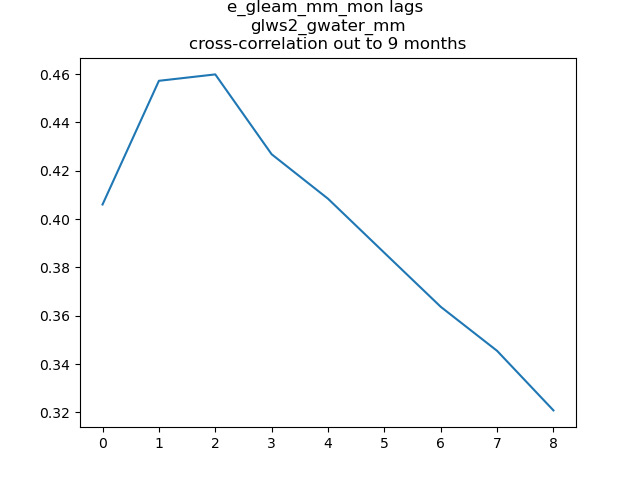 e_gleam_mm_mon lags
glws2_gwater_mm
cross-correlation out to 9 months
0.46
0.44
0.42
0.40
0.38
0.36
0.34
0.32
0 1 2 3 4 5 6 7 8